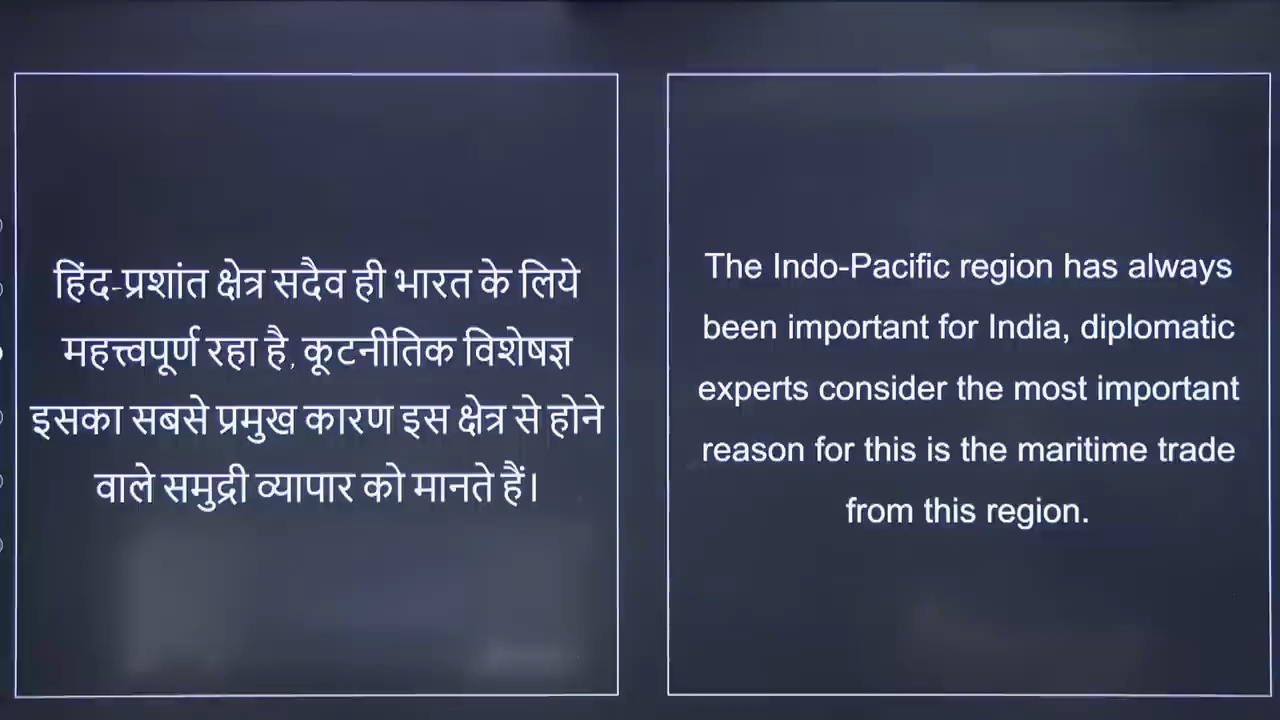 हिंद-प्रशांत क्षेत्र सदैव ही भारत के लिये
महत्त्वपूर्ण रहा है, कूटनीतिक विशेषज्ञ
इसका सबसे प्रमुख कारण इस क्षेत्र से होने
वाले समुद्री व्यापार को मानते हैं।
The Indo-Pacific region has always
been important for India, diplomatic
experts consider the most important
reason for this is the maritime trade
from this region.